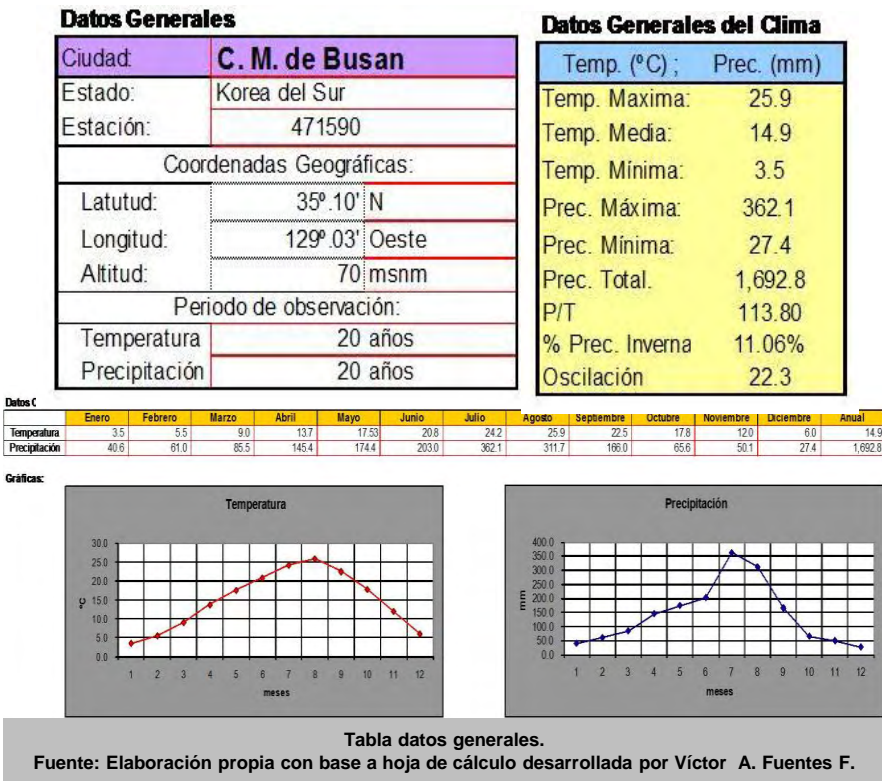 Datos Generales
Ciudad: C. M. de Busan
Estado: Korea del Sur
Estación: 471590
Coordenadas Geográficas:
Latutud: 35º.10' N
Longitud: 129º.03' Oeste
Altitud: 70 msnm
Periodo de observación:
Temperatura 20 años
Precipitación 20 años
Datos Generales del Clima
Temp. (ºC) ; Prec. (mm)
Temp. Maxima: 25.9
Temp. Media: 14.9
Temp. Mínima: 3.5
Prec. Máxima: 362.1
Prec. Mínima: 27.4
Prec. Total. 1,692.8
P/T 113.80
% Prec. Inverna 11.06%
Oscilación 22.3
Datos C
Enero Febrero Marzo Abril Mayo Junio Julio Agosto Septiembre Octubre Noviembre Diciembre Anual
Temperatura 3.5 5.5 9.0 13.7 17.53 20.8 24.2 25.9 22.5 17.8 12.0 6.0 14.9
Precipitación 40.6 61.0 85.5 145.4 174.4 203.0 362.1 311.7 166.0 65.6 50.1 27.4 1,692.8
Gráficas:
Temperatura
30.0
25.0
20.0
15.0
10.0
5.0
0.0
ºC
1 2 3 4 5 6 7 8 9 10 11 12
meses
Precipitación
400.0
350.0
300.0
250.0
200.0
150.0
100.0
50.0
0.0
mm
1 2 3 4 5 6 7 8 9 10 11 12
meses
Tabla datos generales.
Fuente: Elaboración propia con base a hoja de cálculo desarrollada por Víctor A. Fuentes F.